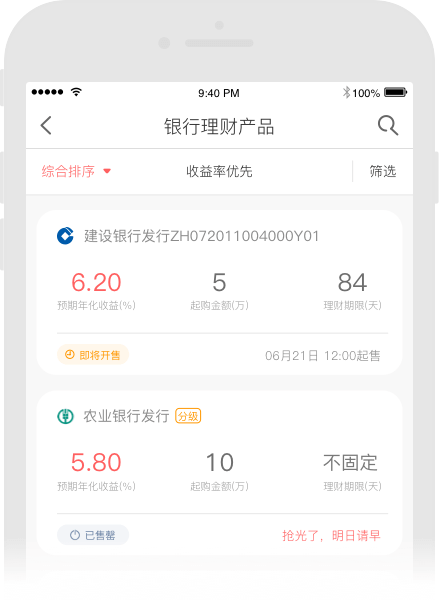 9:40 PM 100%
银行理财产品
综合排序 收益率优先 筛选
建设银行发行ZH072011004000Y01
6.20 5 84
预期年化收益(%) 起购金额(万) 理财期限(天)
即将开售 06月21日 12:00起售
农业银行发行 分级
5.80 10 不固定
预期年化收益(%) 起购金额(万) 理财期限(天)
已售罄 抢光了，明日请早